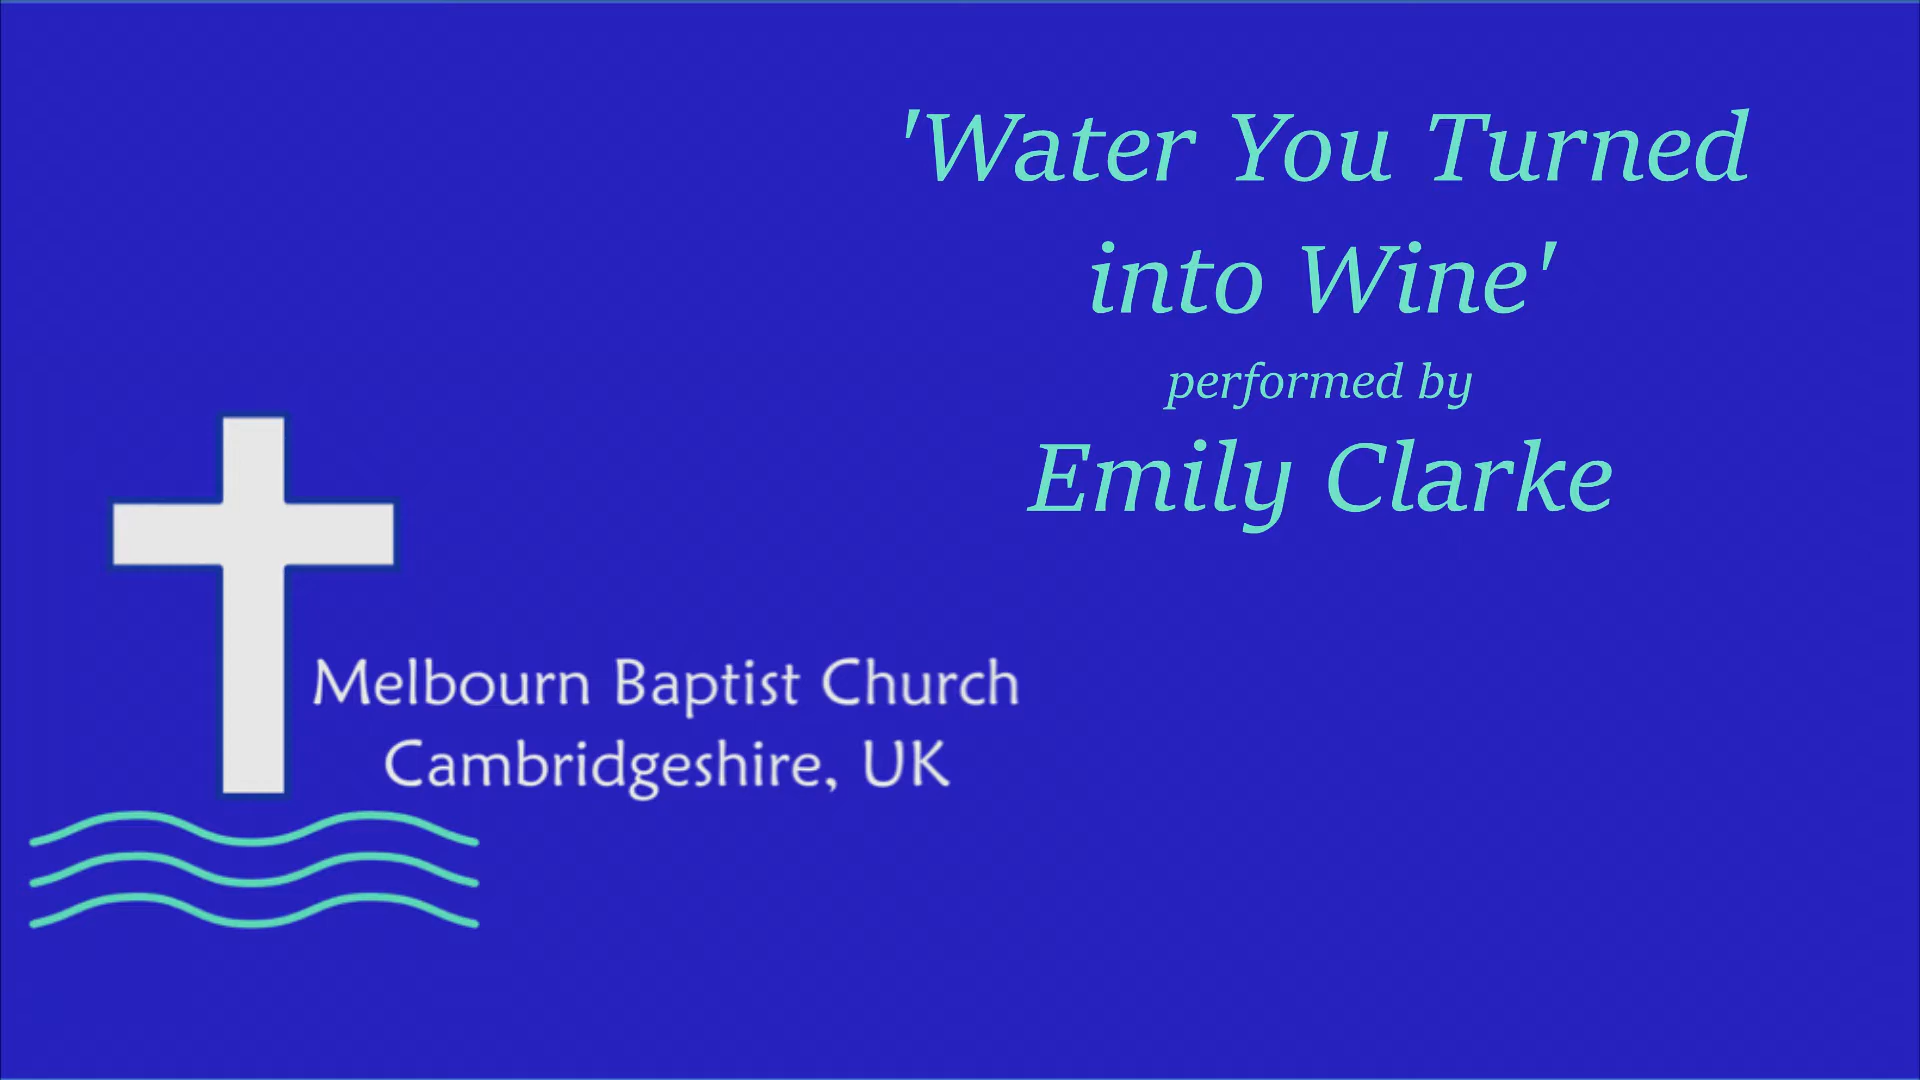 'Water You Turned
into Wine'
performed by
Emily Clarke
Melbourn Baptist Church
Cambridgeshire, UK